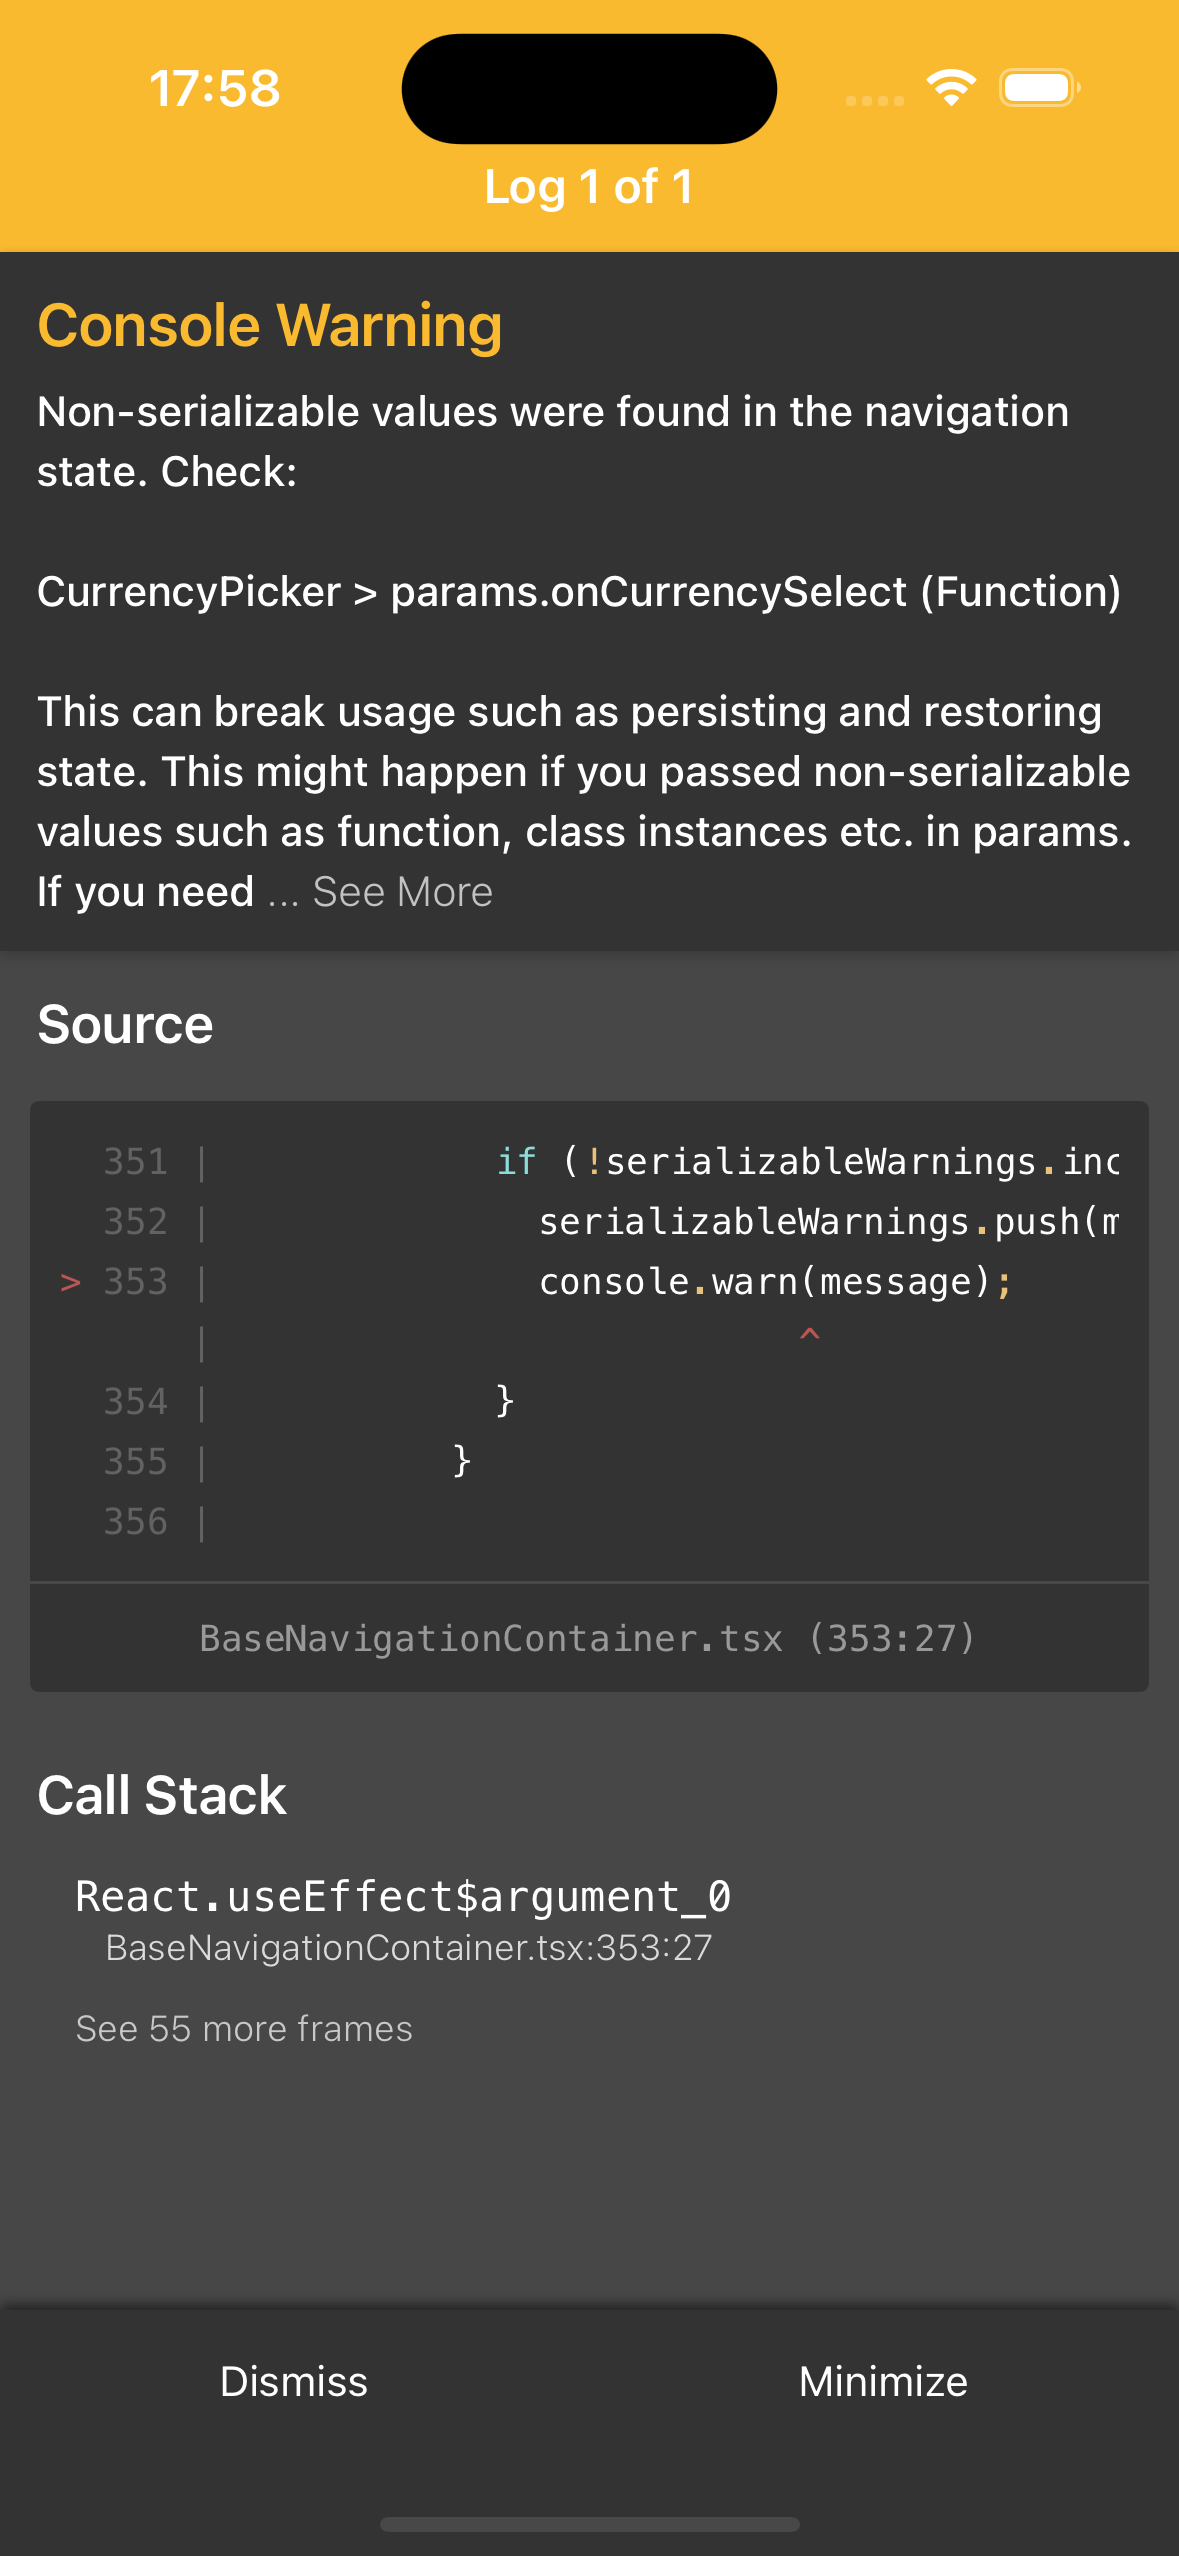 17:58
Log 1 of 1
Console Warning
Non-serializable values were found in the navigation
state. Check:
CurrencyPicker > params.onCurrencySelect (Function)
This can break usage such as persisting and restoring
state. This might happen if you passed non-serializable
values such as function, class instances etc. in params.
If you need ... See More
Source
351 | if (!serializableWarnings.inc
352 | serializableWarnings.push(m
> 353 | console.warn(message);
| ^
354 | }
355 | }
356 |
BaseNavigationContainer.tsx (353:27)
Call Stack
React.useEffect$argument_0
BaseNavigationContainer.tsx:353:27
See 55 more frames
Dismiss Minimize